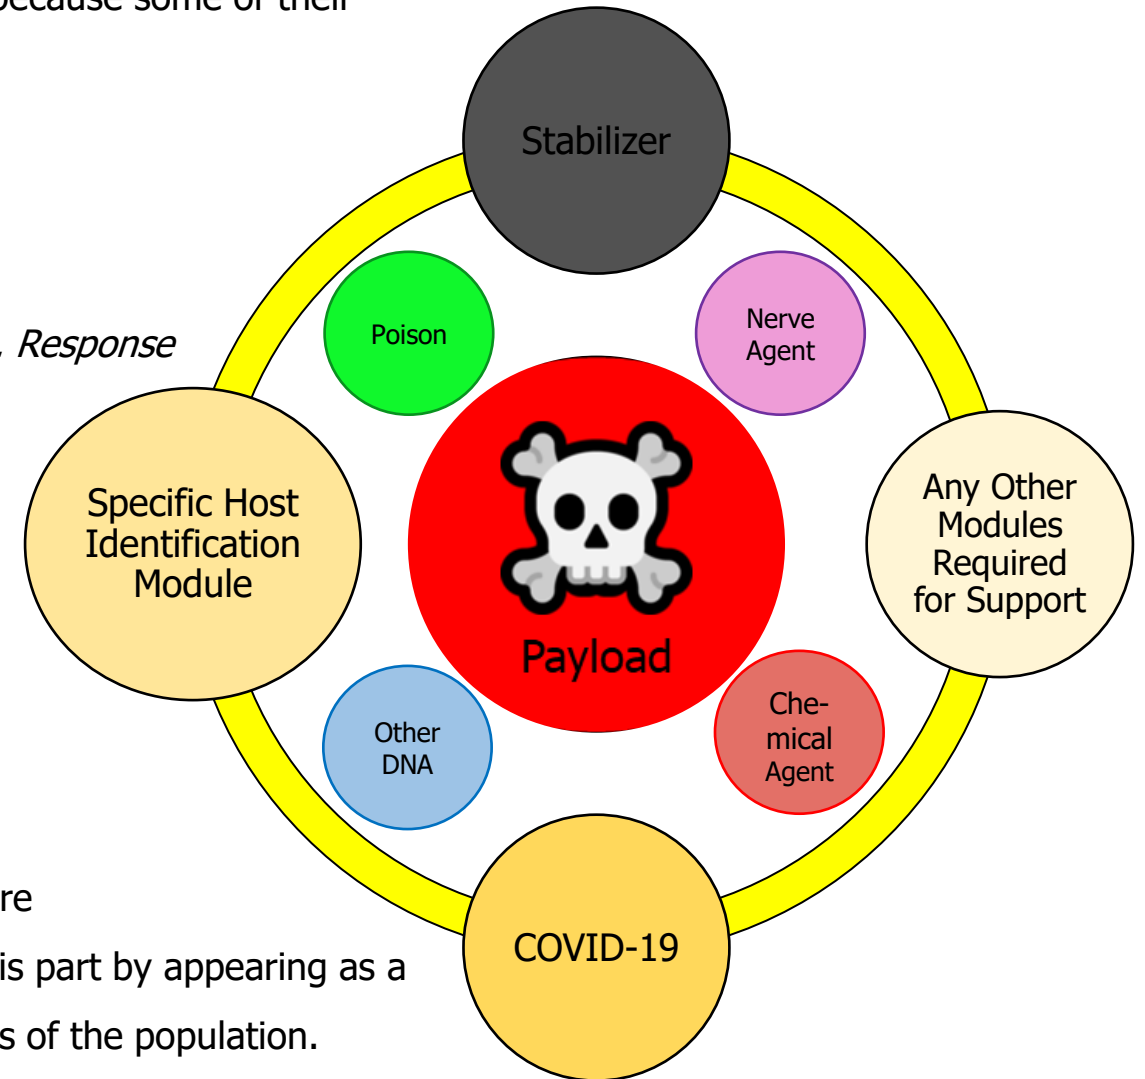 because some of their
Stabilizer
Poison
Nerve
Agent
. Response
Specific Host
Identification
Module
Any Other
Modules
Required
for Support
Payload
Other
DNA
Che-
mical
Agent
re
COVID-19
is part by appearing as a
s of the population.